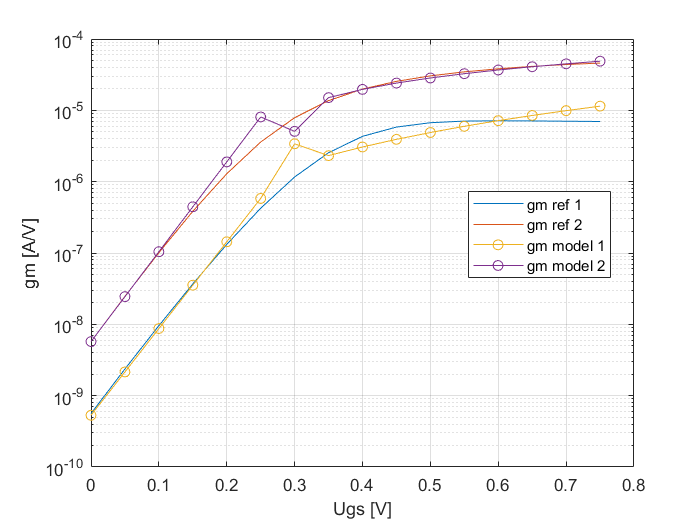 10-4
10-5
10-6
10-7
10-8
10-9
10-10
gm [A/V]
gm ref 1
gm ref 2
gm model 1
gm model 2
0 0.1 0.2 0.3 0.4 0.5 0.6 0.7 0.8
Ugs [V]